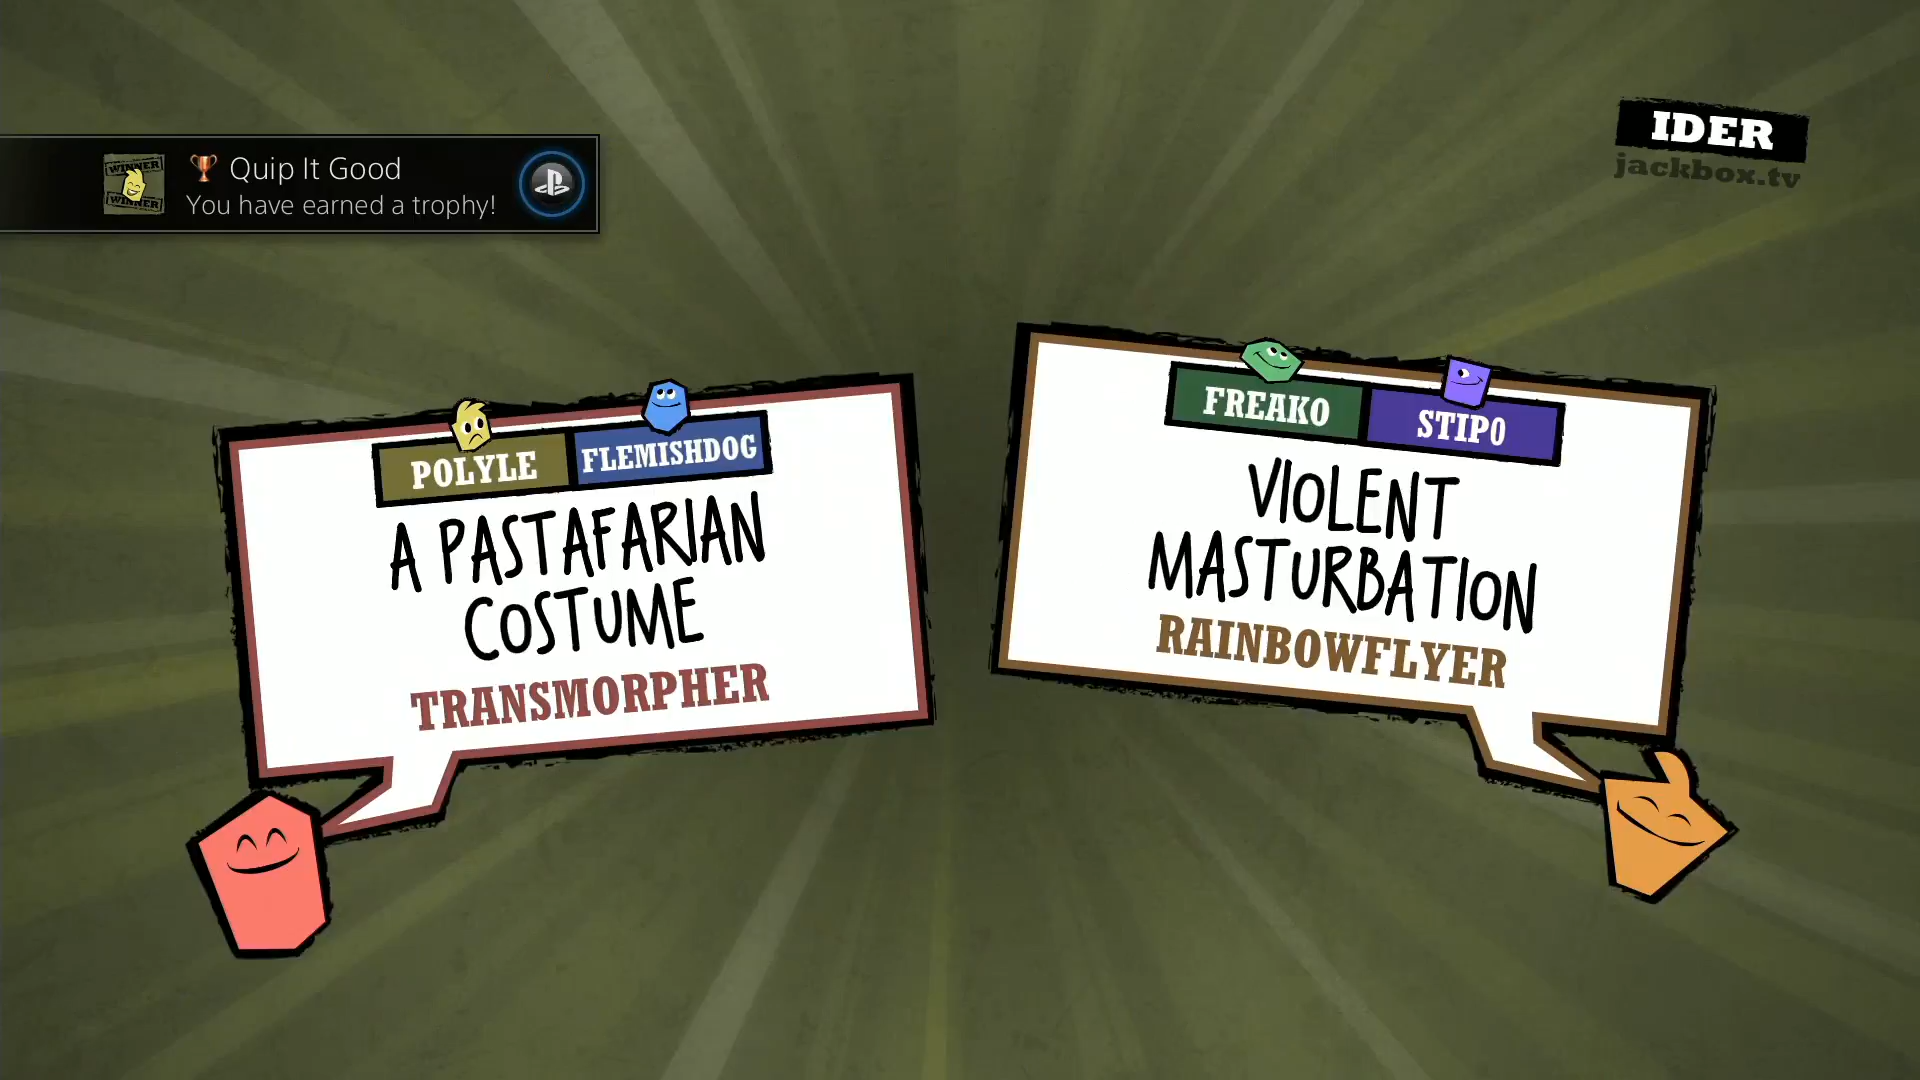 WINNER
WINNER
Quip It Good
You have earned a trophy!
IDER
jackbox.tv
POLYLE
FLEMISHDOG
A PASTAFARIAN
COSTUME
TRANSMORPHER
FREAKO
STIPO
VIOLENT
MASTURBATION
RAINBOWFLYER